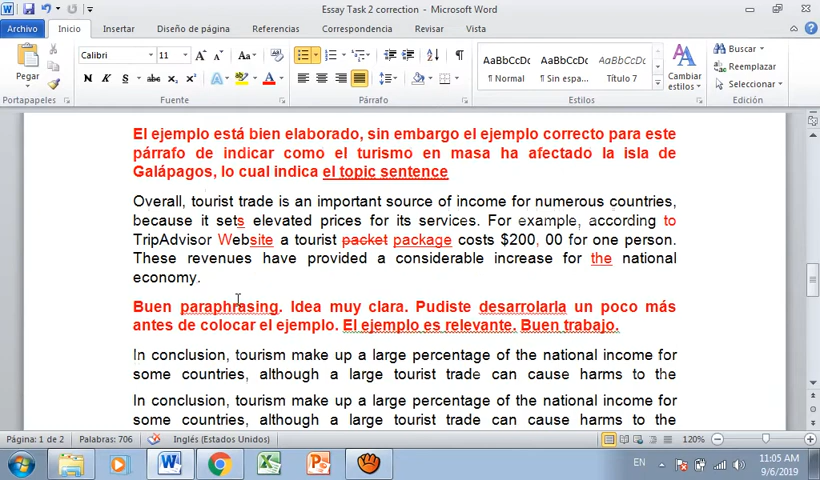 Essay Task 2 correction - Microsoft Word
Archivo Inicio Insertar Diseño de página Referencias Correspondencia Revisar Vista
Calibri 11 Buscar
Pegar AaBbCcDc AaBbCcDc AaBbCcDc Cambiar estilos Reemplazar
¶ Normal ¶ Sin espa... Título 7 Seleccionar
Portapapeles Fuente Párrafo Estilos Edición
El ejemplo está bien elaborado, sin embargo el ejemplo correcto para este
párrafo de indicar como el turismo en masa ha afectado la isla de
Galápagos, lo cual indica el topic sentence
Overall, tourist trade is an important source of income for numerous countries,
because it sets elevated prices for its services. For example, according to
TripAdvisor Website a tourist packet package costs $200, 00 for one person.
These revenues have provided a considerable increase for the national
economy.
Buen paraphrasing. Idea muy clara. Pudiste desarrolarla un poco más
antes de colocar el ejemplo. El ejemplo es relevante. Buen trabajo.
In conclusion, tourism make up a large percentage of the national income for
some countries, although a large tourist trade can cause harms to the
In conclusion, tourism make up a large percentage of the national income for
some countries, although a large tourist trade can cause harms to the
Página: 1 de 2 Palabras: 706 Inglés (Estados Unidos) 120%
EN 11:05 AM
9/6/2019